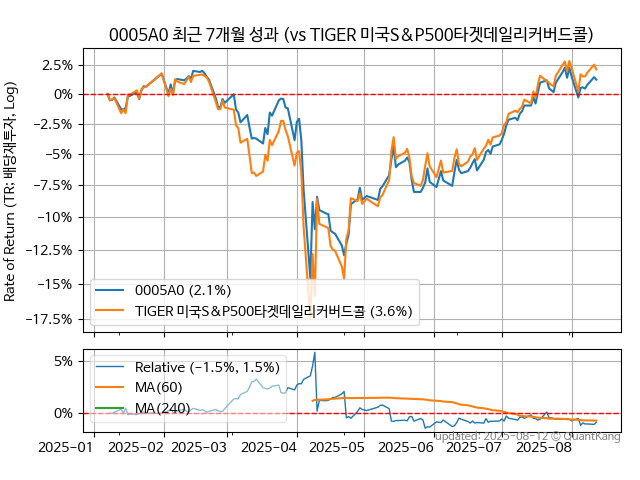 0005A0 최근 7개월 성과 (vs TIGER 미국S&P500타겟데일리커버드콜)
Rate of Return (TR: 배당재투자, Log)
2.5%
0%
−2.5%
−5%
−7.5%
−10%
−12.5%
−15%
−17.5%
0005A0 (2.1%)
TIGER 미국S&P500타겟데일리커버드콜 (3.6%)
5%
0%
Relative (−1.5%, 1.5%)
MA(60)
MA(240)
updated: 2025-08-12 © QuantKang
2025−01 2025−02 2025−03 2025−04 2025−05 2025−06 2025−07 2025−08